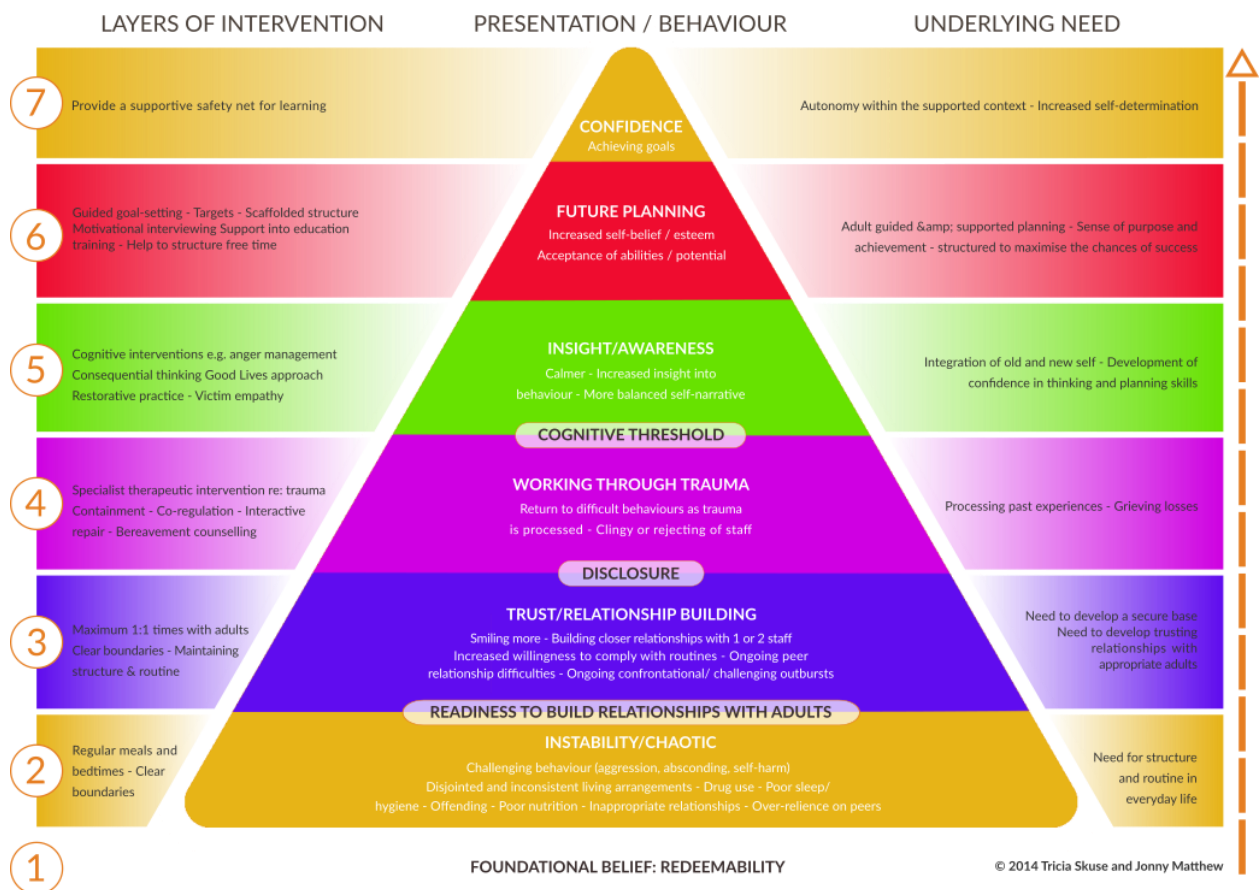 LAYERS OF INTERVENTION
PRESENTATION / BEHAVIOUR
UNDERLYING NEED
7
Provide a supportive safety net for learning
CONFIDENCE
Achieving goals
Autonomy within the supported context - Increased self-determination
6
Guided goal-setting - Targets - Scaffolded structure
Motivational interviewing Support into education
training - Help to structure free time
FUTURE PLANNING
Increased self-belief / esteem
Acceptance of abilities / potential
Adult guided &amp; supported planning - Sense of purpose and
achievement - structured to maximise the chances of success
5
Cognitive interventions e.g. anger management
Consequential thinking Good Lives approach
Restorative practice - Victim empathy
INSIGHT/AWARENESS
Calmer - Increased insight into
behaviour - More balanced self-narrative
Integration of old and new self - Development of
confidence in thinking and planning skills
COGNITIVE THRESHOLD
4
Specialist therapeutic intervention re: trauma
Containment - Co-regulation - Interactive
repair - Bereavement counselling
WORKING THROUGH TRAUMA
Return to difficult behaviours as trauma
is processed - Clingy or rejecting of staff
Processing past experiences - Grieving losses
DISCLOSURE
3
Maximum 1:1 times with adults
Clear boundaries - Maintaining
structure & routine
TRUST/RELATIONSHIP BUILDING
Smiling more - Building closer relationships with 1 or 2 staff
Increased willingness to comply with routines - Ongoing peer
relationship difficulties - Ongoing confrontational/ challenging outbursts
Need to develop a secure base
Need to develop trusting
relationships with
appropriate adults
READINESS TO BUILD RELATIONSHIPS WITH ADULTS
2
Regular meals and
bedtimes - Clear
boundaries
INSTABILITY/CHAOTIC
Challenging behaviour (aggression, absconding, self-harm)
Disjointed and inconsistent living arrangements - Drug use - Poor sleep/
hygiene - Offending - Poor nutrition - Inappropriate relationships - Over-reliance on peers
Need for structure
and routine in
everyday life
1
FOUNDATIONAL BELIEF: REDEEMABILITY
© 2014 Tricia Skuse and Jonny Matthew